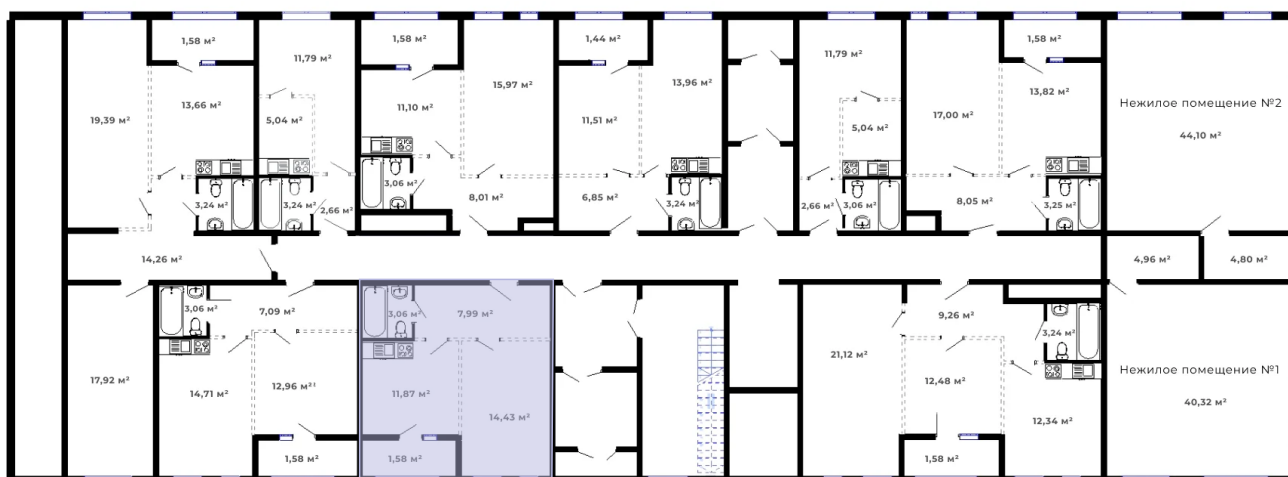 1,58 м²
11,79 м²
1,58 м²
15,97 м²
1,44 м²
13,96 м²
11,79 м²
1,58 м²
19,39 м²
13,66 м²
5,04 м²
11,10 м²
11,51 м²
5,04 м²
17,00 м²
13,82 м²
Нежилое помещение №2
44,10 м²
3,24 м²
3,24 м²
2,66 м²
3,06 м²
8,01 м²
6,85 м²
3,24 м²
2,66 м²
3,06 м²
8,05 м²
3,25 м²
14,26 м²
4,96 м²
4,80 м²
3,06 м²
7,09 м²
3,06 м²
7,99 м²
9,26 м²
3,24 м²
17,92 м²
14,71 м²
12,96 м²
11,87 м²
14,43 м²
21,12 м²
12,48 м²
12,34 м²
Нежилое помещение №1
40,32 м²
1,58 м²
1,58 м²
1,58 м²